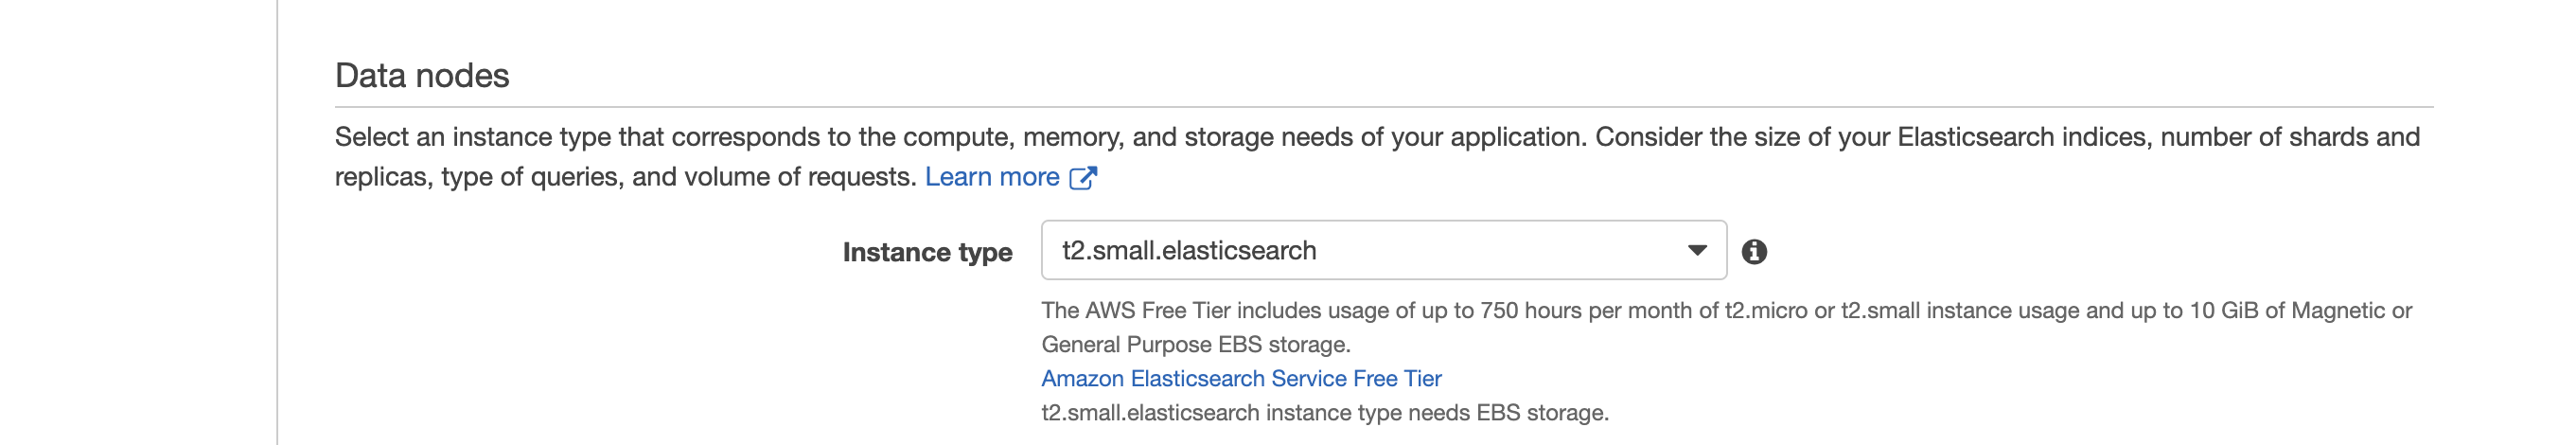 Data nodes
Select an instance type that corresponds to the compute, memory, and storage needs of your application. Consider the size of your Elasticsearch indices, number of shards and
replicas, type of queries, and volume of requests. Learn more
Instance type
t2.small.elasticsearch
The AWS Free Tier includes usage of up to 750 hours per month of t2.micro or t2.small instance usage and up to 10 GiB of Magnetic or
General Purpose EBS storage.
Amazon Elasticsearch Service Free Tier
t2.small.elasticsearch instance type needs EBS storage.